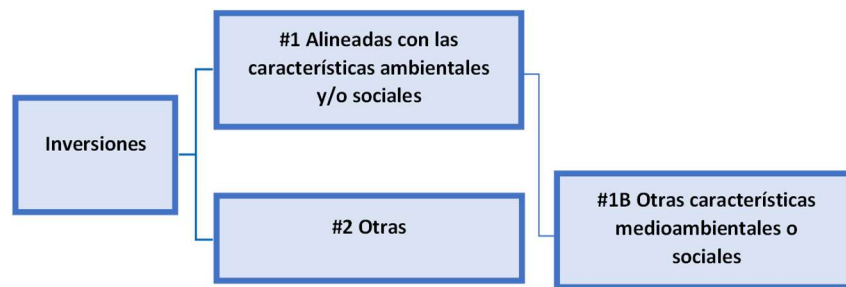 #1 Alineadas con las
características ambientales
y/o sociales
Inversiones
#2 Otras
#1B Otras características
medioambientales o
sociales